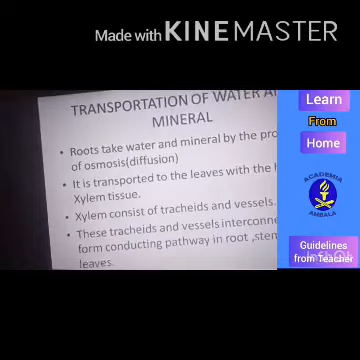 Made with KINEMASTER
TRANSPORTATION OF WATER
MINERAL
• Roots take water and mineral by the
of osmosis(diffusion)
• It is transported to the leaves with the
Xylem tissue.
• Xylem consist of tracheids and vessels.
• These tracheids and vessels
form conducting pathway in root ,stem
leaves.
Learn
From
Home
ACADEMIA
AMBALA
Guidelines
from Teacher